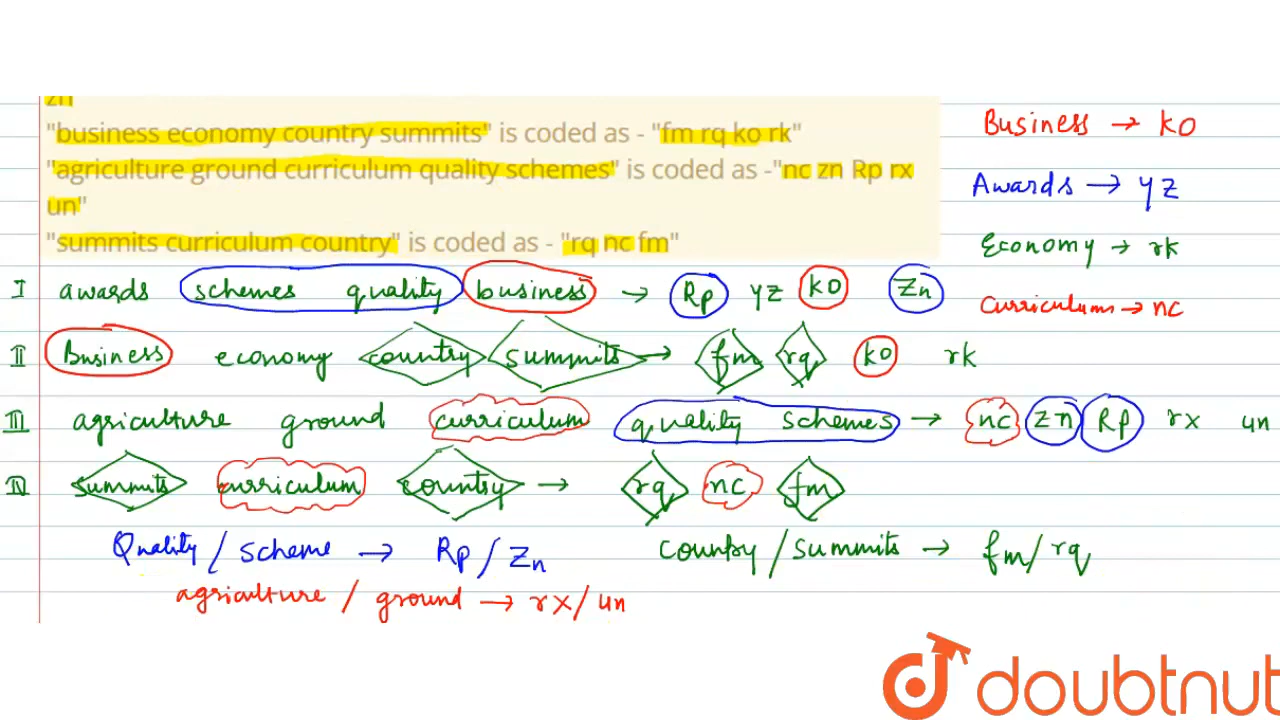 zn"
"business economy country summits" is coded as - "fm rq ko rk"
"agriculture ground curriculum quality schemes" is coded as -"nc zn Rp rx
un"
"summits curriculum country" is coded as - "rq nc fm"
Business → ko
Awards → yz
Economy → rk
Curriculum → nc
I awards schemes quality business → Rp yz ko Zn
II Business economy country summits → fm rq ko rk
III agriculture ground curriculum quality schemes → nc zn Rp rx un
IV summits curriculum country → rq nc fm
Quality / scheme → Rp / Zn
country / summits → fm / rq
agriculture / ground → rx / un
doubtnut